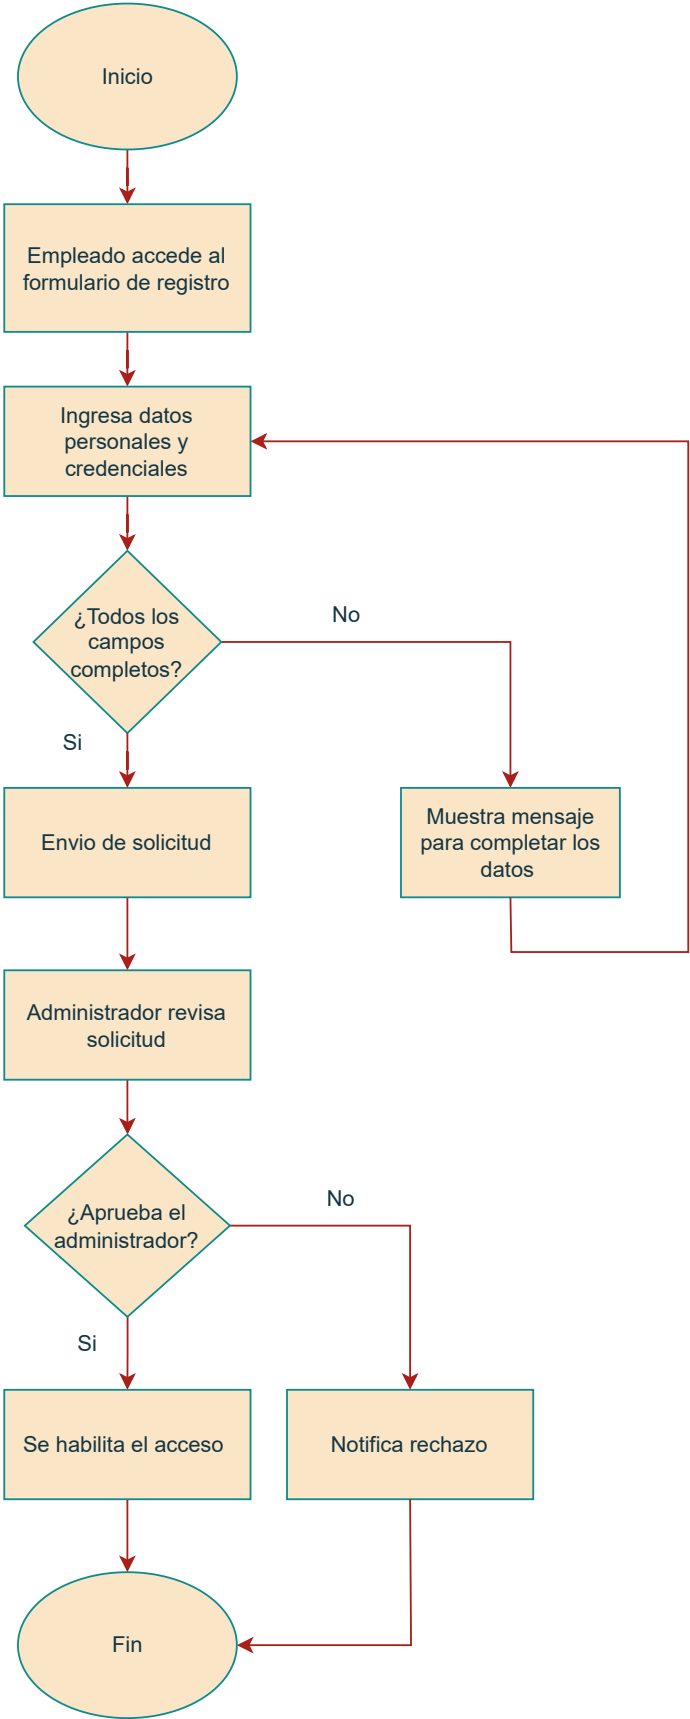 Inicio
Empleado accede al
formulario de registro
Ingresa datos
personales y
credenciales
¿Todos los
campos
completos?
No
Si
Envio de solicitud
Muestra mensaje
para completar los
datos
Administrador revisa
solicitud
¿Aprueba el
administrador?
No
Si
Se habilita el acceso
Notifica rechazo
Fin